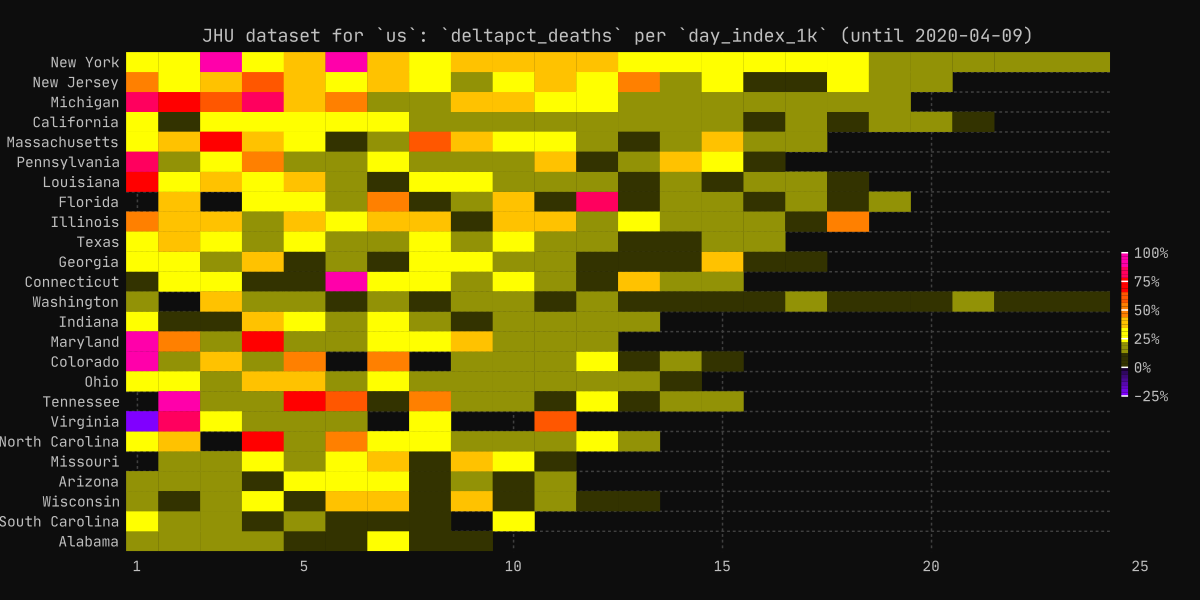 JHU dataset for `us`: `deltapct_deaths` per `day_index_1k` (until 2020-04-09)
New York
New Jersey
Michigan
California
Massachusetts
Pennsylvania
Louisiana
Florida
Illinois
Texas
Georgia
Connecticut
Washington
Indiana
Maryland
Colorado
Ohio
Tennessee
Virginia
North Carolina
Missouri
Arizona
Wisconsin
South Carolina
Alabama
1 5 10 15 20 25
100%
75%
50%
25%
0%
−25%